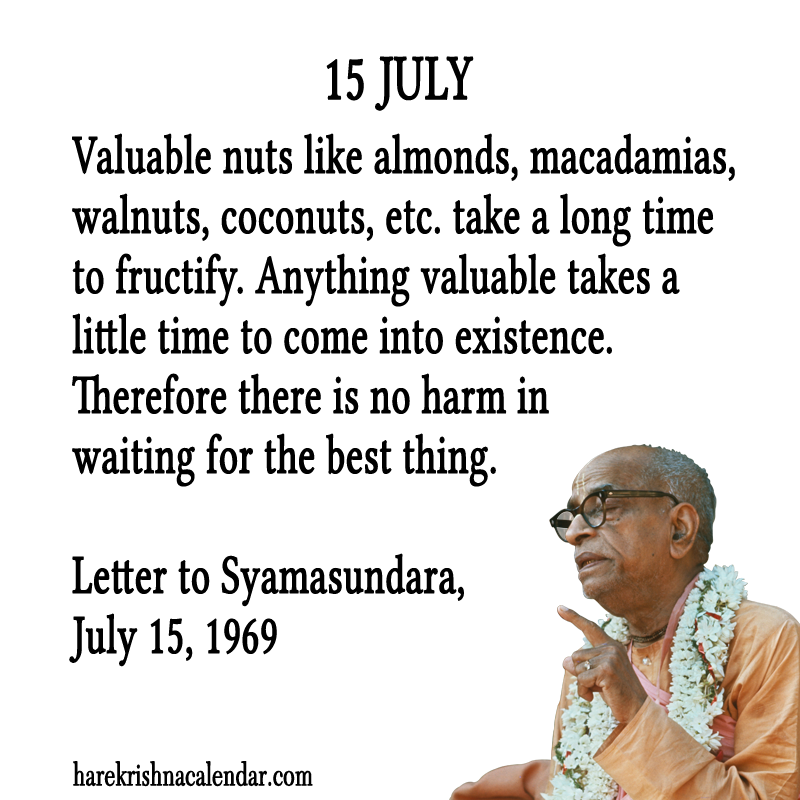 15 JULY
Valuable nuts like almonds, macadamias,
walnuts, coconuts, etc. take a long time
to fructify. Anything valuable takes a
little time to come into existence.
Therefore there is no harm in
waiting for the best thing.
Letter to Syamasundara,
July 15, 1969
harekrishnacalendar.com